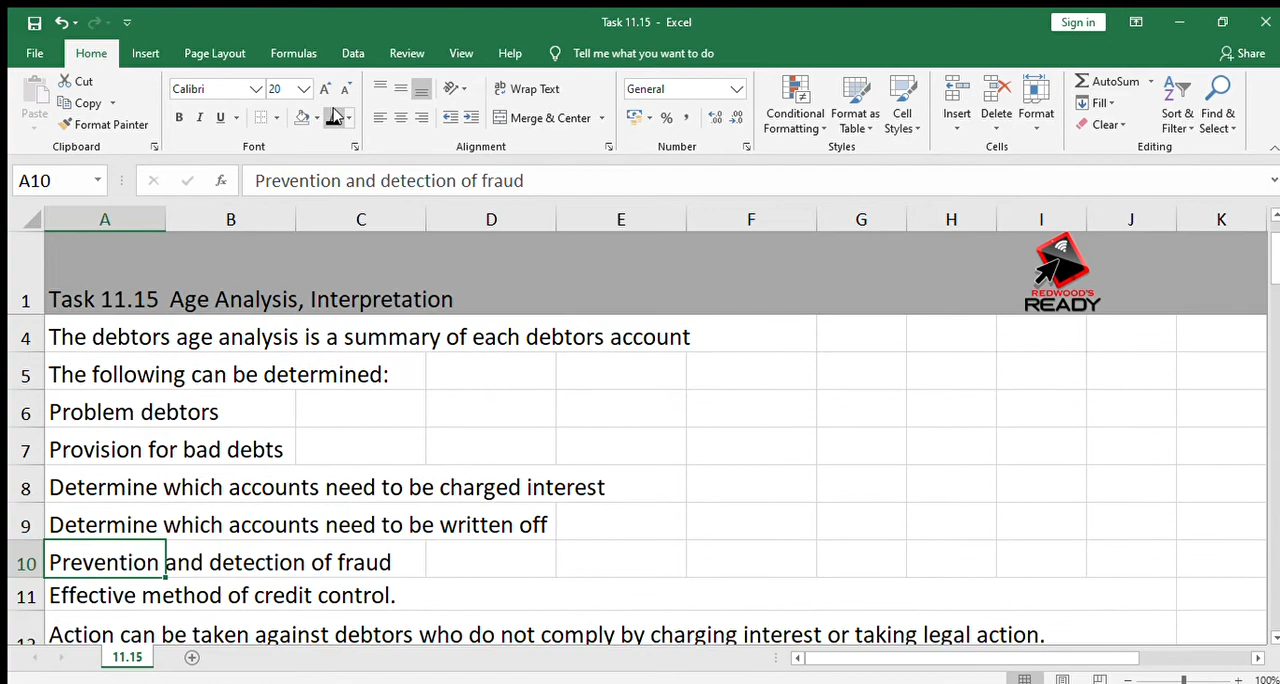 Task 11.15 - Excel
Sign in
File Home Insert Page Layout Formulas Data Review View Help Tell me what you want to do Share
Paste Cut Copy Format Painter Clipboard
Calibri 20 B I U Font
Wrap Text Merge & Center Alignment
General % , Number
Conditional Formatting Format as Table Cell Styles Styles
Insert Delete Format Cells
AutoSum Fill Clear Sort & Filter Find & Select Editing
A10 fx Prevention and detection of fraud
A B C D E F G H I J K
1 Task 11.15 Age Analysis, Interpretation
REDWOOD'S
READY
4 The debtors age analysis is a summary of each debtors account
5 The following can be determined:
6 Problem debtors
7 Provision for bad debts
8 Determine which accounts need to be charged interest
9 Determine which accounts need to be written off
10 Prevention and detection of fraud
11 Effective method of credit control.
12 Action can be taken against debtors who do not comply by charging interest or taking legal action.
11.15
100%